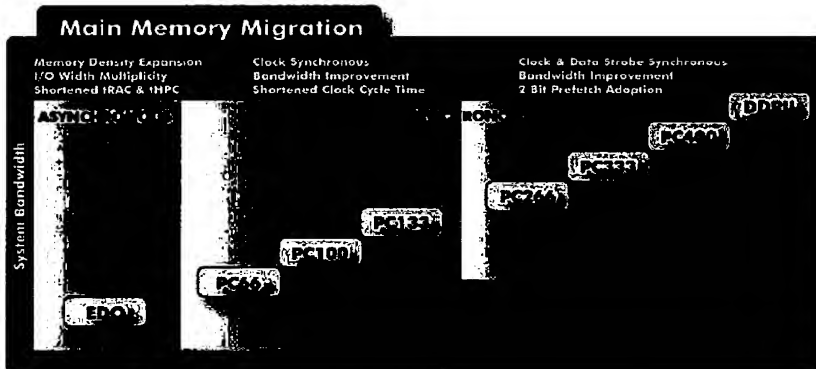 Main Memory Migration
Memory Density Expansion
I/O Width Multiplicity
Shortened tRAC & tHPC
Clock Synchronous
Bandwidth Improvement
Shortened Clock Cycle Time
Clock & Data Strobe Synchronous
Bandwidth Improvement
2 Bit Prefetch Adoption
ASYNCHRONOUS
System Bandwidth
EDO
PC66
PC100
PC133
PC266
PC333
PC400
DDRII